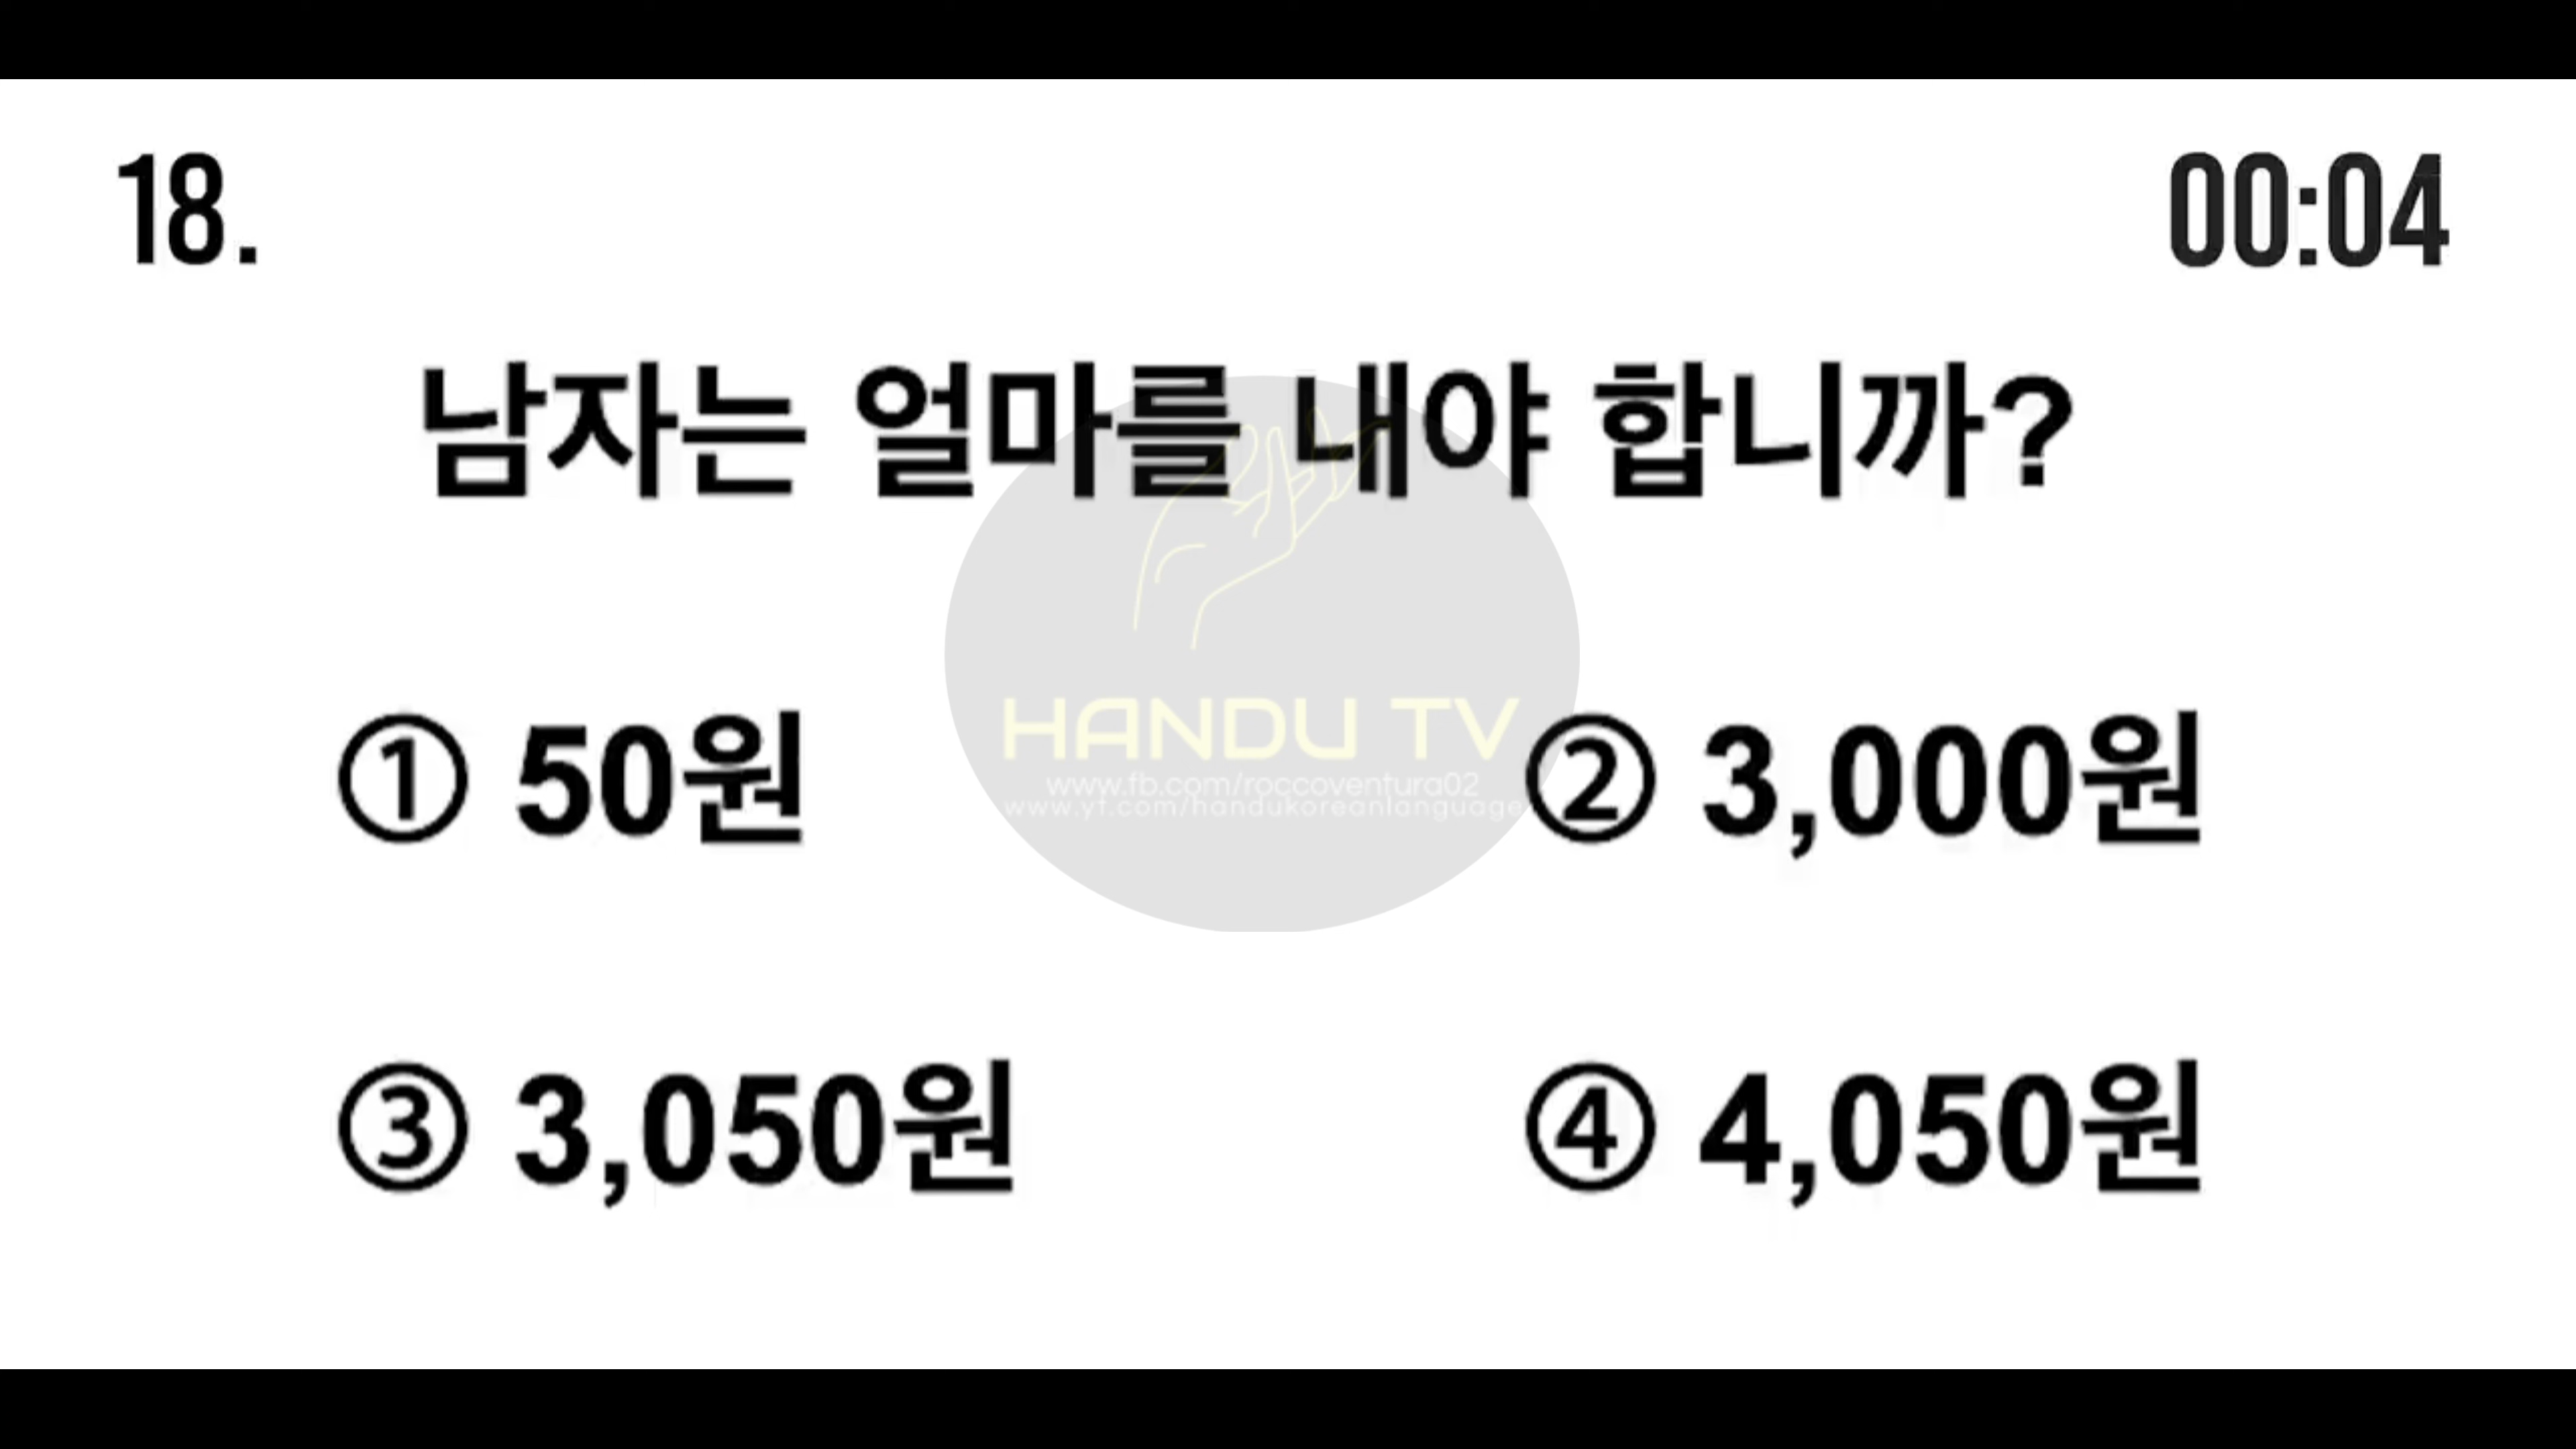 18.
00:04
남자는 얼마를 내야 합니까?
HANDU TV
www.fb.com/roccoventura02
www.yt.com/handukoreanlanguage
① 50원
② 3,000원
③ 3,050원
④ 4,050원